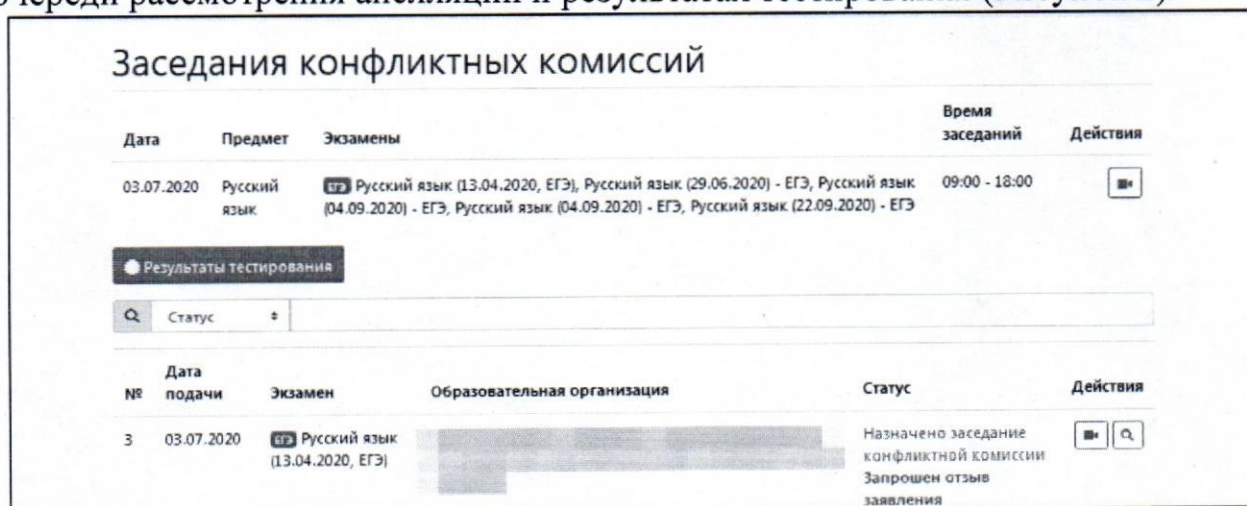 очереди рассмотрения апелляции и результатах тестирования
Заседания конфликтных комиссий
Дата Предмет Экзамены Время заседаний Действия
03.07.2020 Русский язык ЕГЭ Русский язык (13.04.2020, ЕГЭ), Русский язык (29.06.2020) - ЕГЭ, Русский язык 09:00 - 18:00
(04.09.2020) - ЕГЭ, Русский язык (04.09.2020) - ЕГЭ, Русский язык (22.09.2020) - ЕГЭ
Результаты тестирования
Статус
№ Дата подачи Экзамен Образовательная организация Статус Действия
3 03.07.2020 ЕГЭ Русский язык Назначено заседание
(13.04.2020, ЕГЭ) конфликтной комиссии
Запрошен отзыв
заявления